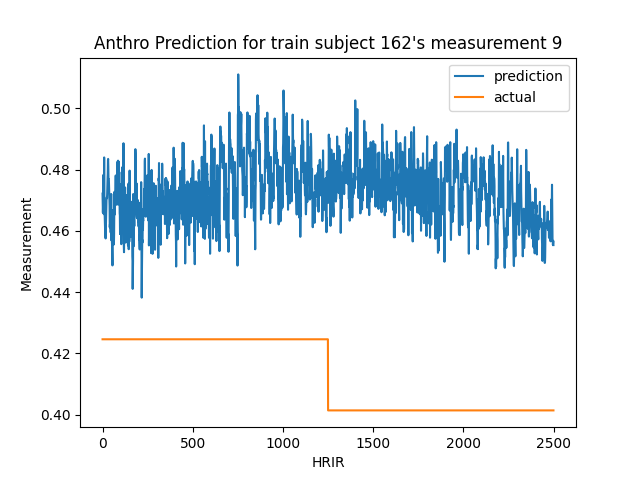 Anthro Prediction for train subject 162's measurement 9
prediction
actual
Measurement
0.50
0.48
0.46
0.44
0.42
0.40
0
500
1000
1500
2000
2500
HRIR